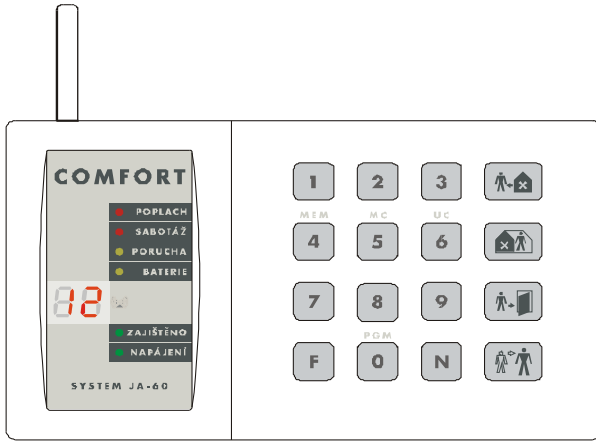 COMFORT
POPLACH
SABOTÁŽ
PORUCHA
BATERIE
12
ZAJIŠTĚNO
NAPÁJENÍ
SYSTEM JA-60
1 2 3
MEM. MC UC
4 5 6
7 8 9
PGM
F 0 N